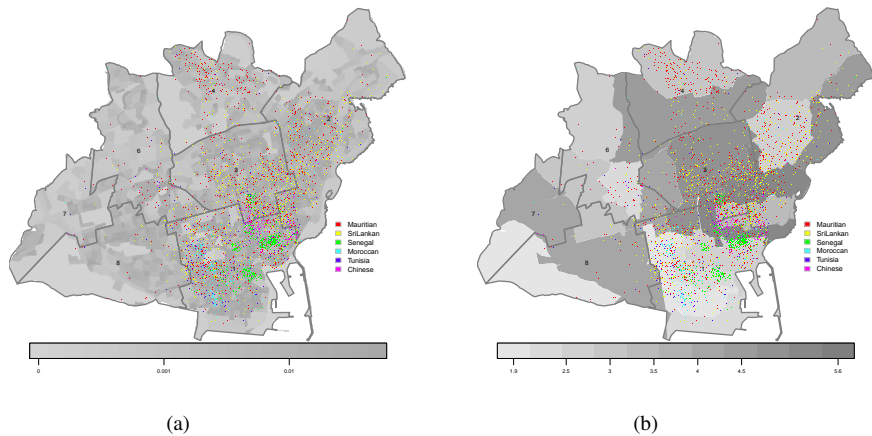 6
7
8
3
Mauritian
SriLankan
Senegal
Moroccan
Tunisia
Chinese
0
0.001
0.01
(a)
6
7
8
Mauritian
SriLankan
Senegal
Moroccan
Tunisia
Chinese
1.9
2.5
3
3.5
4
4.5
5.6
(b)